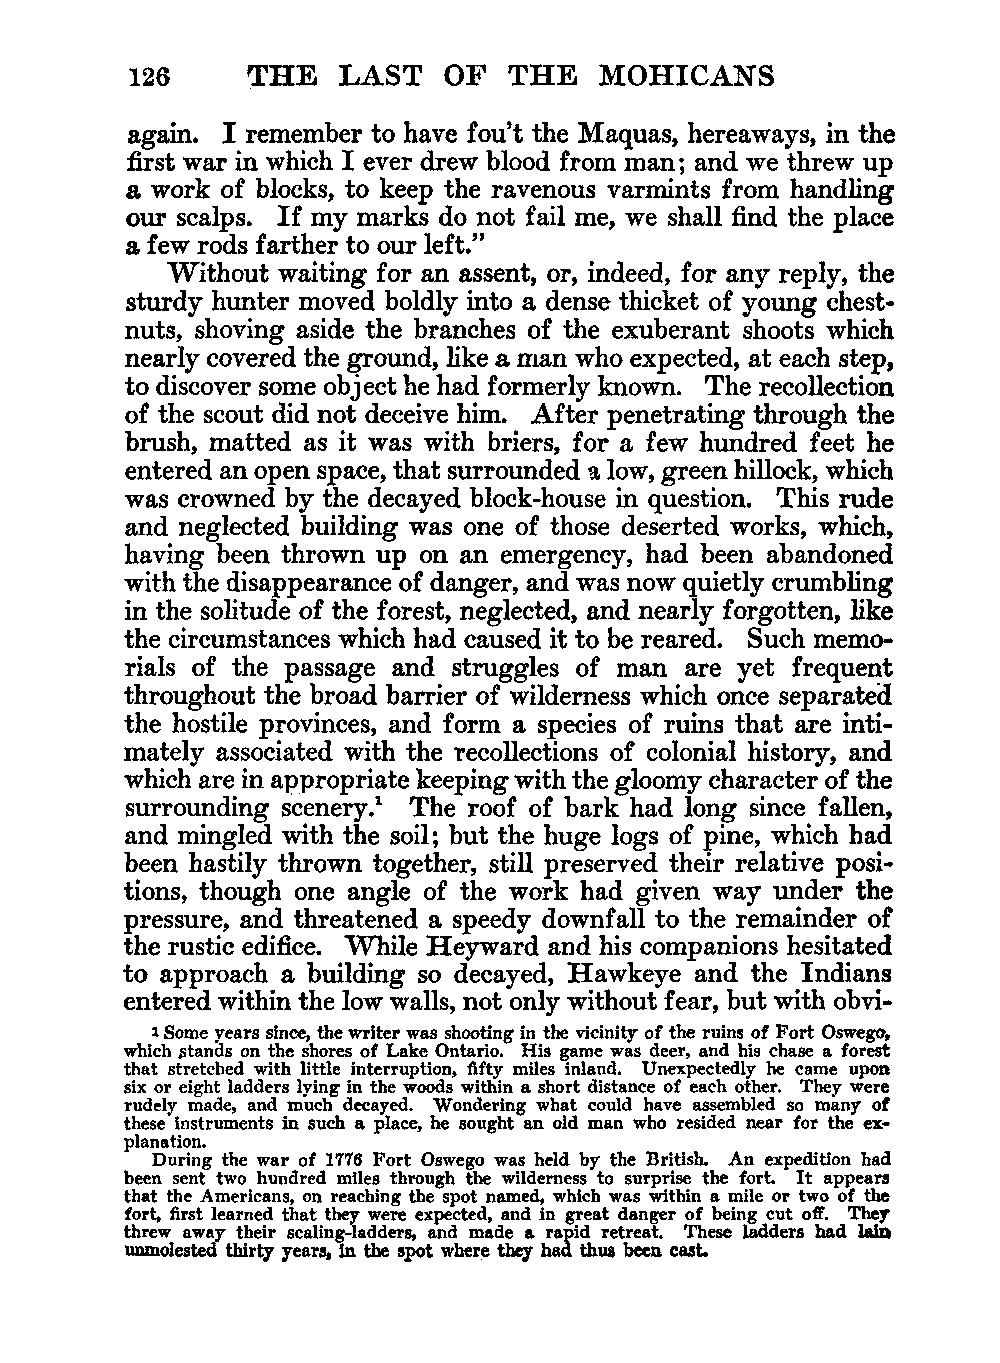 126 THE LAST OF THE MOHICANS
again. I remember to have fou't the Maquas, hereaways, in the
first war in which I ever drew blood from man; and we threw up
a work of blocks, to keep the ravenous varmints from handling
our scalps. If my marks do not fail me, we shall find the place
a few rods farther to our left."
Without waiting for an assent, or, indeed, for any reply, the
sturdy hunter moved boldly into a dense thicket of young chest-
nuts, shoving aside the branches of the exuberant shoots which
nearly covered the ground, like a man who expected, at each step,
to discover some object he had formerly known. The recollection
of the scout did not deceive him. After penetrating through the
brush, matted as it was with briers, for a few hundred feet he
entered an open space, that surrounded a low, green hillock, which
was crowned by the decayed block-house in question. This rude
and neglected building was one of those deserted works, which,
having been thrown up on an emergency, had been abandoned
with the disappearance of danger, and was now quietly crumbling
in the solitude of the forest, neglected, and nearly forgotten, like
the circumstances which had caused it to be reared. Such memo-
rials of the passage and struggles of man are yet frequent
throughout the broad barrier of wilderness which once separated
the hostile provinces, and form a species of ruins that are inti-
mately associated with the recollections of colonial history, and
which are in appropriate keeping with the gloomy character of the
surrounding scenery.¹ The roof of bark had long since fallen,
and mingled with the soil; but the huge logs of pine, which had
been hastily thrown together, still preserved their relative posi-
tions, though one angle of the work had given way under the
pressure, and threatened a speedy downfall to the remainder of
the rustic edifice. While Heyward and his companions hesitated
to approach a building so decayed, Hawkeye and the Indians
entered within the low walls, not only without fear, but with obvi-
¹ Some years since, the writer was shooting in the vicinity of the ruins of Fort Oswego,
which stands on the shores of Lake Ontario. His game was deer, and his chase a forest
that stretched with little interruption, fifty miles inland. Unexpectedly he came upon
six or eight ladders lying in the woods within a short distance of each other. They were
rudely made, and much decayed. Wondering what could have assembled so many of
these instruments in such a place, he sought an old man who resided near for the ex-
planation.
During the war of 1776 Fort Oswego was held by the British. An expedition had
been sent two hundred miles through the wilderness to surprise the fort. It appears
that the Americans, on reaching the spot named, which was within a mile or two of the
fort, first learned that they were expected, and in great danger of being cut off. They
threw away their scaling-ladders, and made a rapid retreat. These ladders had lain
unmolested thirty years, in the spot where they had thus been cast.